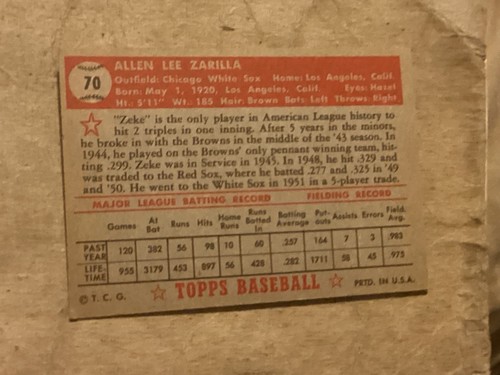 70
ALLEN LEE ZARILLA
Outfield: Chicago White Sox Home: Los Angeles, Calif.
Born: May 1, 1920, Los Angeles, Calif. Eyes: Hazel
Ht. 5'11" Wt. 185 Hair: Brown Bats: Left Throws: Right
"Zeke" is the only player in American League history to
hit 2 triples in one inning. After 5 years in the minors,
he broke in with the Browns in the middle of the '43 season. In
1944, he played on the Browns' only pennant winning team, hit-
ting .299. Zeke was in Service in 1945. In 1948, he hit .329 and
was traded to the Red Sox, where he batted .277 and .325 in '49
and '50. He went to the White Sox in 1951 in a 5-player trade.
MAJOR LEAGUE BATTING RECORD FIELDING RECORD
Games At Bat Runs Hits Home Runs Runs Batted In Batting Average Put-outs Assists Errors Field. Avg.
PAST YEAR 120 382 56 98 10 60 .257 164 7 3 .983
LIFE-TIME 955 3179 453 897 56 428 .282 1711 58 45 .975
© T. C. G. TOPPS BASEBALL PRTD. IN U.S.A.